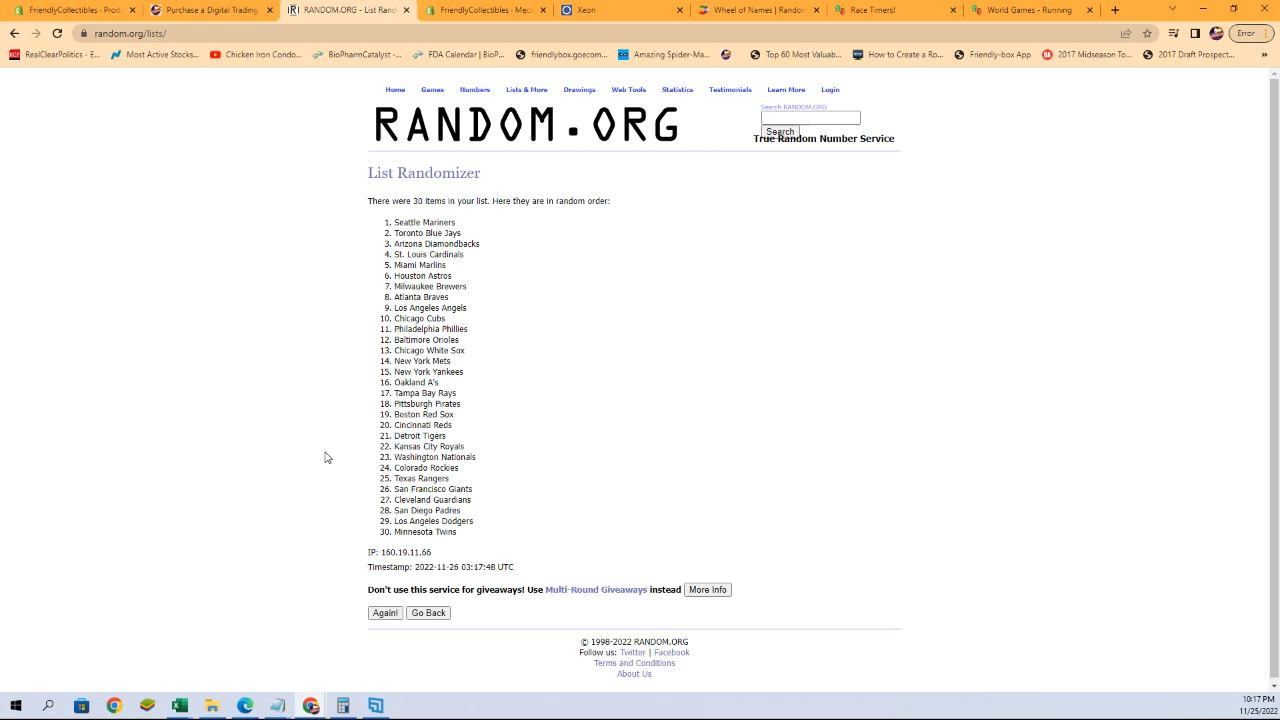 FriendlyCollectibles - Produ
Purchase a Digital Trading
RANDOM.ORG - List Rand
FriendlyCollectibles - Mech
Xeon
Wheel of Names | Random
Race Timers!
World Games - Running
random.org/lists/
Error
RealClearPolitics - E...
Most Active Stocks...
Chicken Iron Condo...
BioPharmCatalyst -...
FDA Calendar | BioP...
friendlybox.goecom...
Amazing Spider-Ma...
Top 60 Most Valuab...
How to Create a Ro...
Friendly-box App
2017 Midseason To...
2017 Draft Prospect...
Home Games Numbers Lists & More Drawings Web Tools Statistics Testimonials Learn More Login
Search RANDOM.ORG
RANDOM.ORG
Search
True Random Number Service
List Randomizer
There were 30 items in your list. Here they are in random order:
1. Seattle Mariners
2. Toronto Blue Jays
3. Arizona Diamondbacks
4. St. Louis Cardinals
5. Miami Marlins
6. Houston Astros
7. Milwaukee Brewers
8. Atlanta Braves
9. Los Angeles Angels
10. Chicago Cubs
11. Philadelphia Phillies
12. Baltimore Orioles
13. Chicago White Sox
14. New York Mets
15. New York Yankees
16. Oakland A's
17. Tampa Bay Rays
18. Pittsburgh Pirates
19. Boston Red Sox
20. Cincinnati Reds
21. Detroit Tigers
22. Kansas City Royals
23. Washington Nationals
24. Colorado Rockies
25. Texas Rangers
26. San Francisco Giants
27. Cleveland Guardians
28. San Diego Padres
29. Los Angeles Dodgers
30. Minnesota Twins
IP: 160.19.11.66
Timestamp: 2022-11-26 03:17:48 UTC
Don't use this service for giveaways! Use Multi-Round Giveaways instead More Info
Again! Go Back
© 1998-2022 RANDOM.ORG
Follow us: Twitter | Facebook
Terms and Conditions
About Us
10:17 PM
11/25/2022